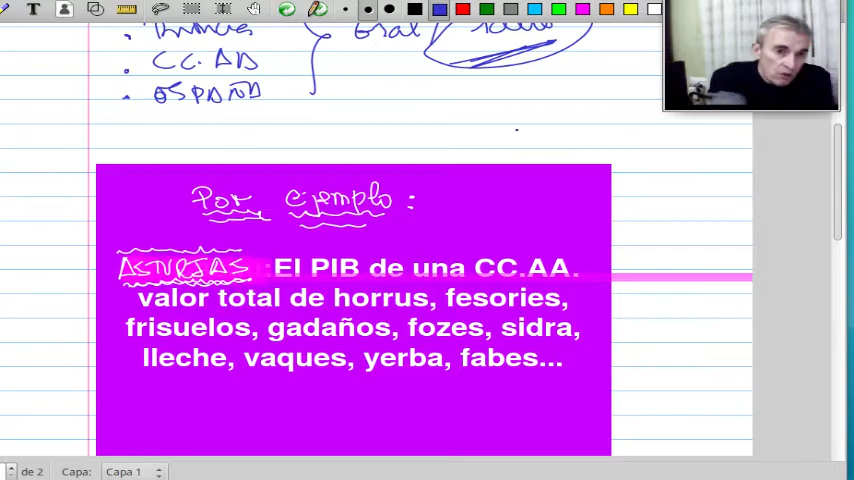 CC.AA
ESPAÑA
Por ejemplo:
ASTURIAS :El PIB de una CC.AA.
valor total de horrus, fesories,
frisuelos, gadaños, fozes, sidra,
lleche, vaques, yerba, fabes...
de 2 Capa: Capa 1